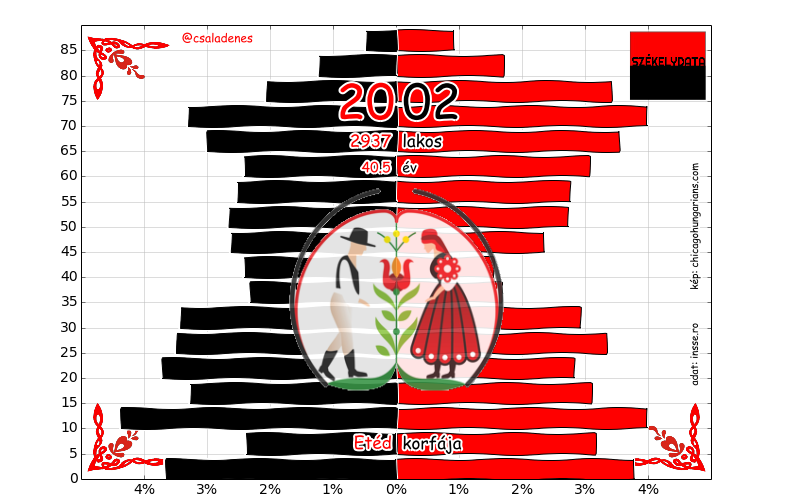 @csaladenes
SZÉKELYDATA
2002
2937 lakos
40.5 év
kép: chicagohungarians.com
adat: insse.ro
Etéd korfája
85
80
75
70
65
60
55
50
45
40
35
30
25
20
15
10
5
0
4% 3% 2% 1% 0% 1% 2% 3% 4%